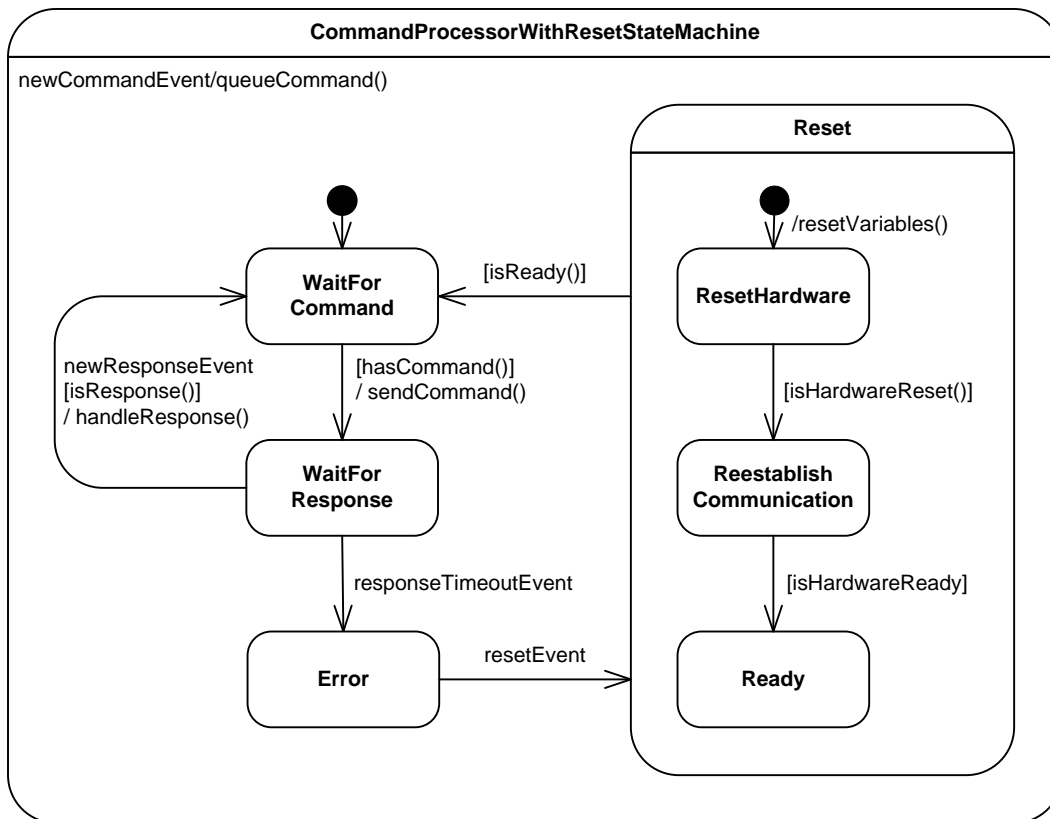 CommandProcessorWithResetStateMachine
newCommandEvent/queueCommand()
Reset
/resetVariables()
WaitFor
Command
[isReady()]
ResetHardware
newResponseEvent
[isResponse()]
/ handleResponse()
[hasCommand()]
/ sendCommand()
[isHardwareReset()]
WaitFor
Response
Reestablish
Communication
responseTimeoutEvent
[isHardwareReady]
Error
resetEvent
Ready